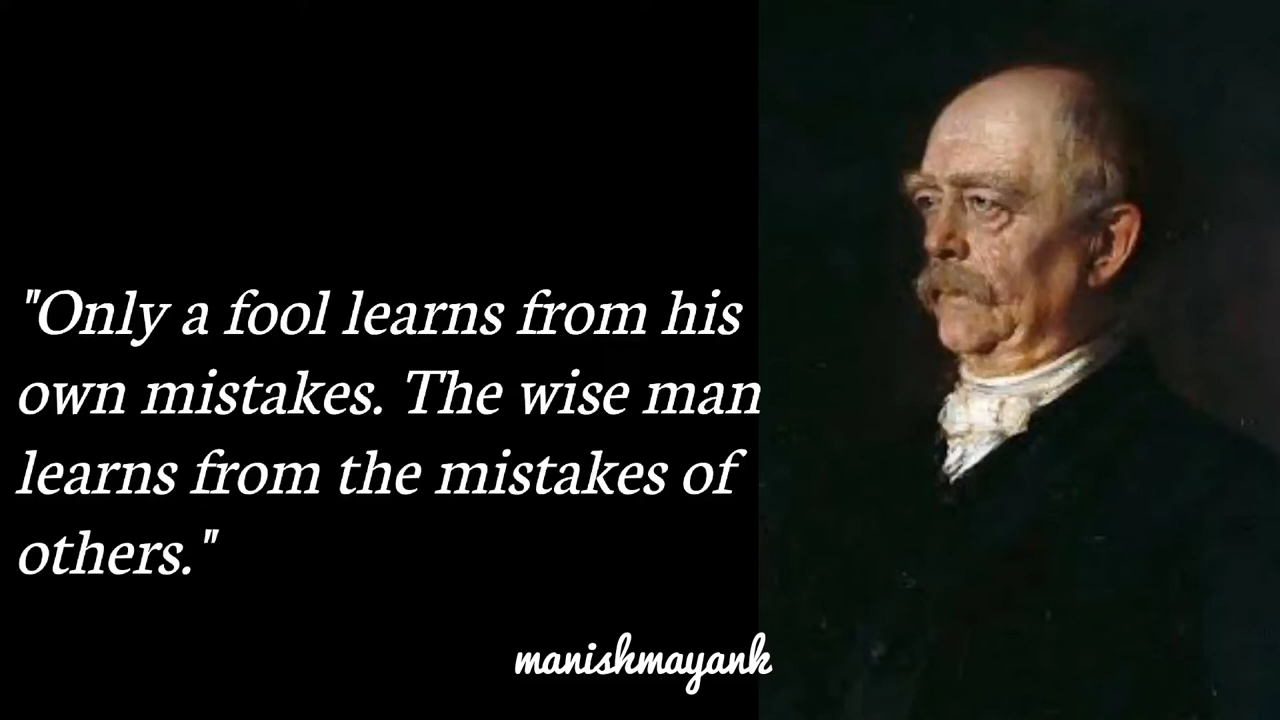 "Only a fool learns from his
own mistakes. The wise man
learns from the mistakes of
others."
manishmayank